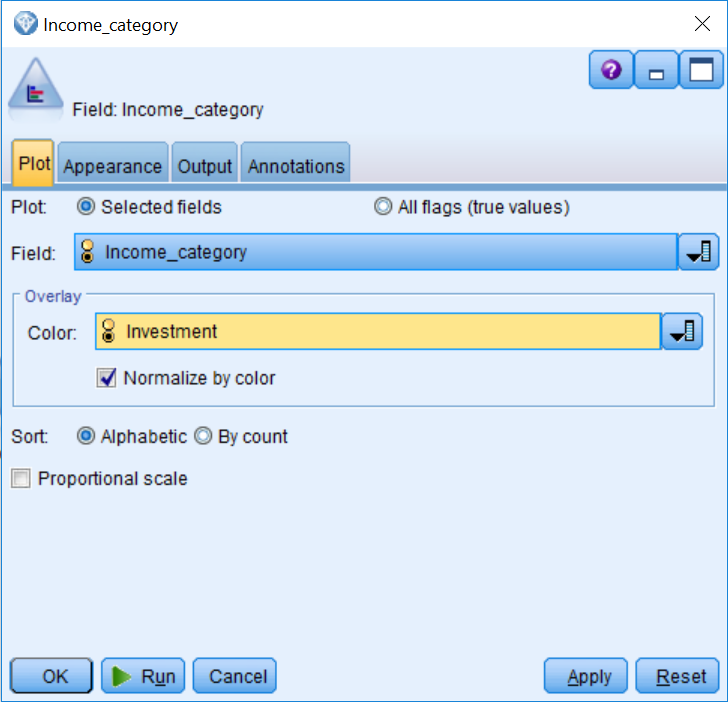 Income_category
Field: Income_category
Plot Appearance Output Annotations
Plot: Selected fields All flags (true values)
Field: Income_category
Overlay
Color: Investment
Normalize by color
Sort: Alphabetic By count
Proportional scale
OK Run Cancel Apply Reset